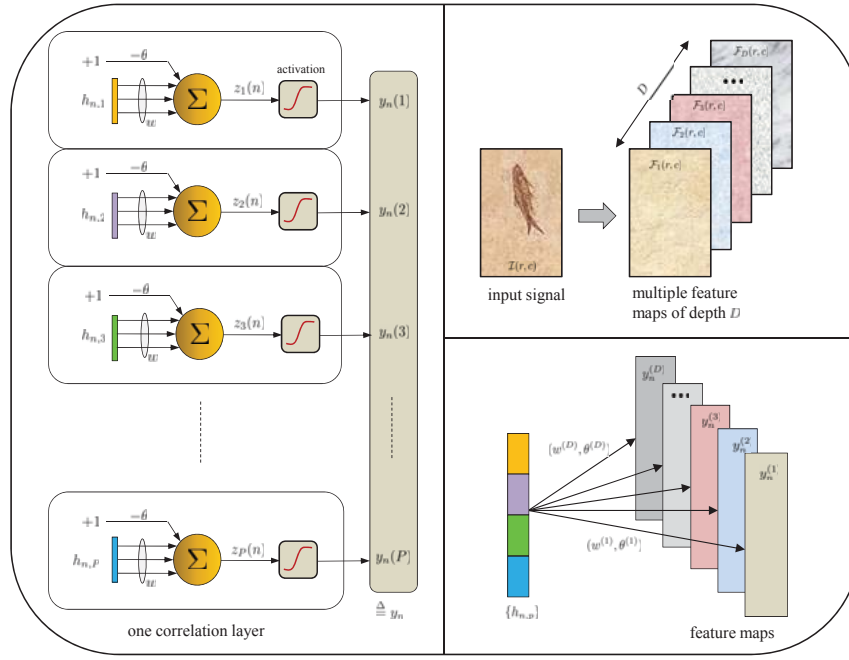 +1
−θ
activation
h_{n,1}
w
Σ
z_1(n)
y_n(1)
+1
−θ
h_{n,2}
w
Σ
z_2(n)
y_n(2)
+1
−θ
h_{n,3}
w
Σ
z_3(n)
y_n(3)
+1
−θ
h_{n,P}
w
Σ
z_P(n)
y_n(P)
≜ y_n
one correlation layer
D
F_D(r,c)
•••
F_3(r,c)
F_2(r,c)
F_1(r,c)
I(r,c)
input signal
multiple feature
maps of depth D
y_n^{(D)}
•••
y_n^{(3)}
y_n^{(2)}
y_n^{(1)}
{w^{(D)}, θ^{(D)}}
{w^{(1)}, θ^{(1)}}
{h_{n,p}}
feature maps